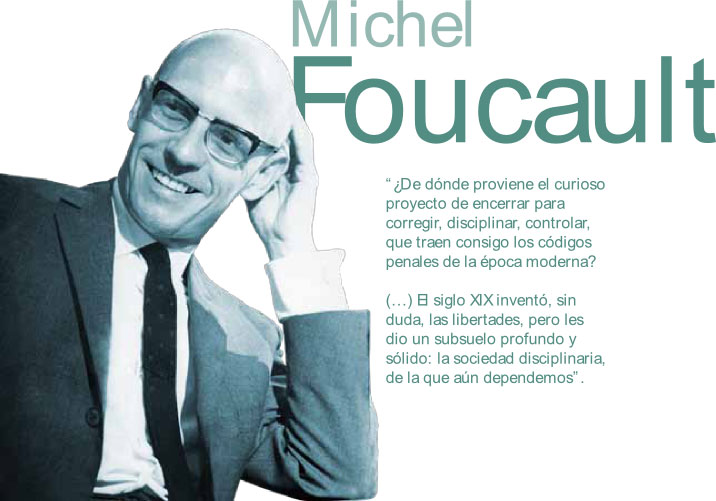 Michel
Foucault
“¿De dónde proviene el curioso
proyecto de encerrar para
corregir, disciplinar, controlar,
que traen consigo los códigos
penales de la época moderna?
(...) El siglo XIX inventó, sin
duda, las libertades, pero les
dio un subsuelo profundo y
sólido: la sociedad disciplinaria,
de la que aún dependemos”.